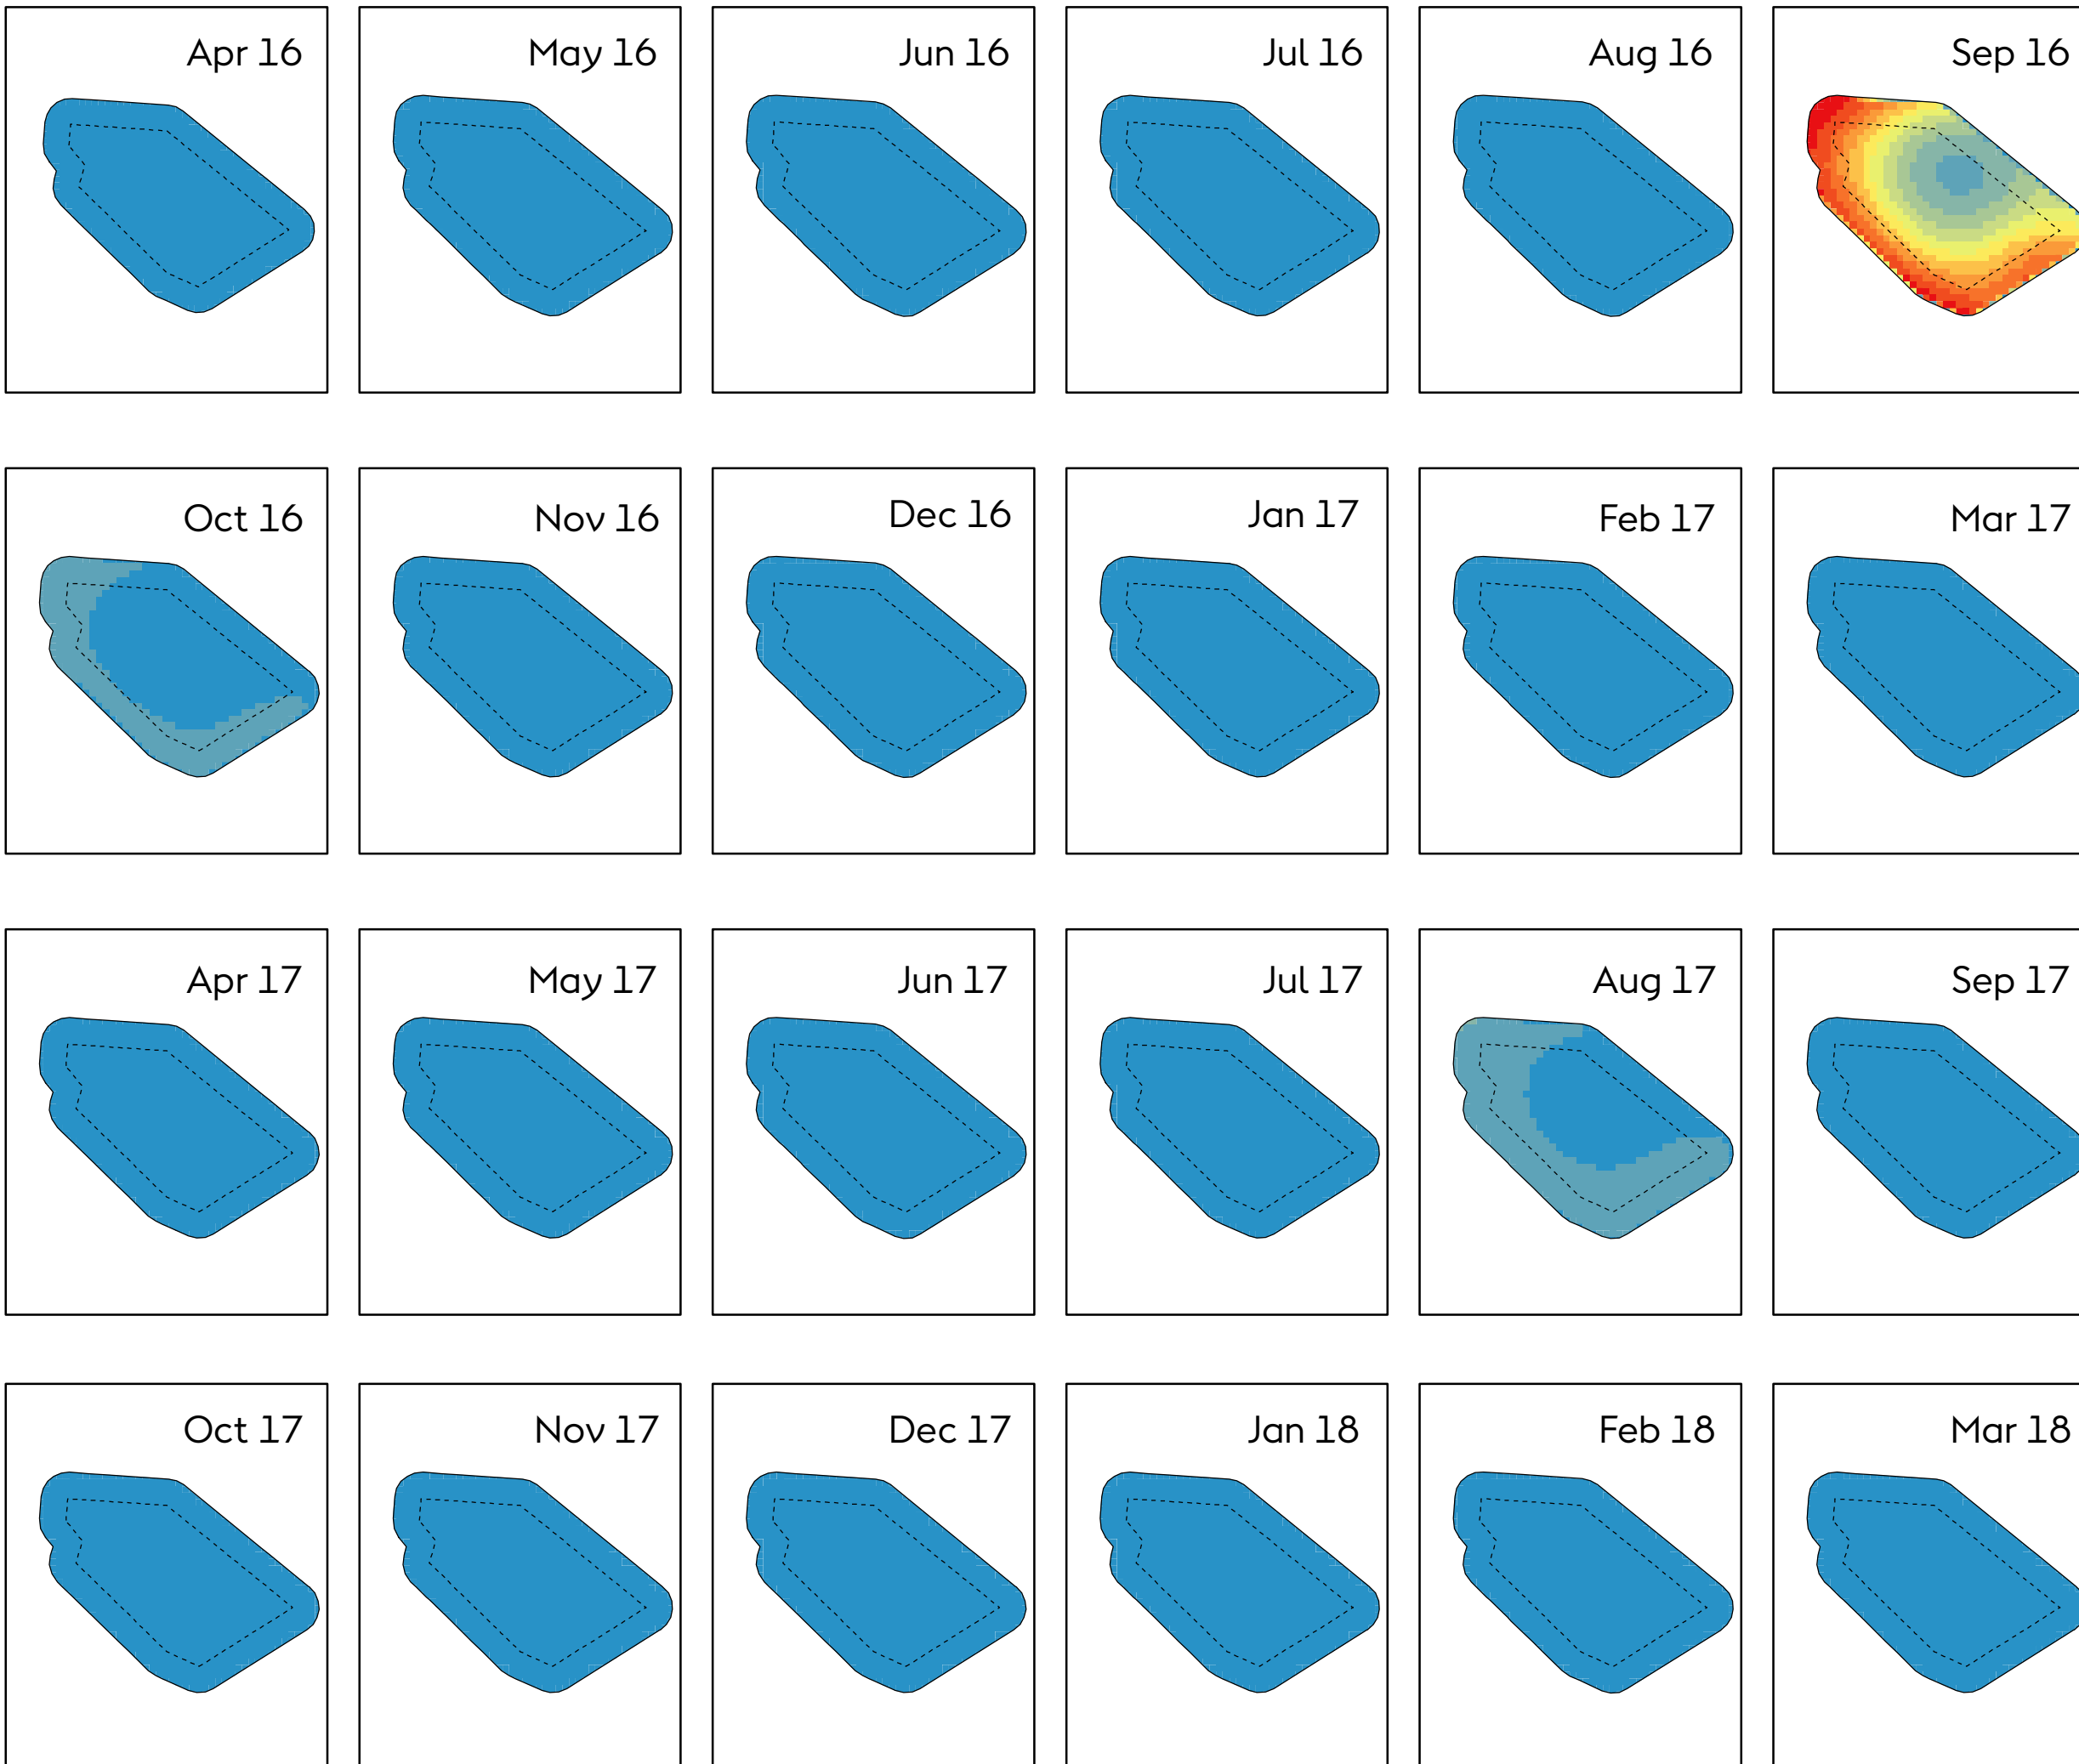 Apr 16
May 16
Jun 16
Jul 16
Aug 16
Sep 16
Oct 16
Nov 16
Dec 16
Jan 17
Feb 17
Mar 17
Apr 17
May 17
Jun 17
Jul 17
Aug 17
Sep 17
Oct 17
Nov 17
Dec 17
Jan 18
Feb 18
Mar 18